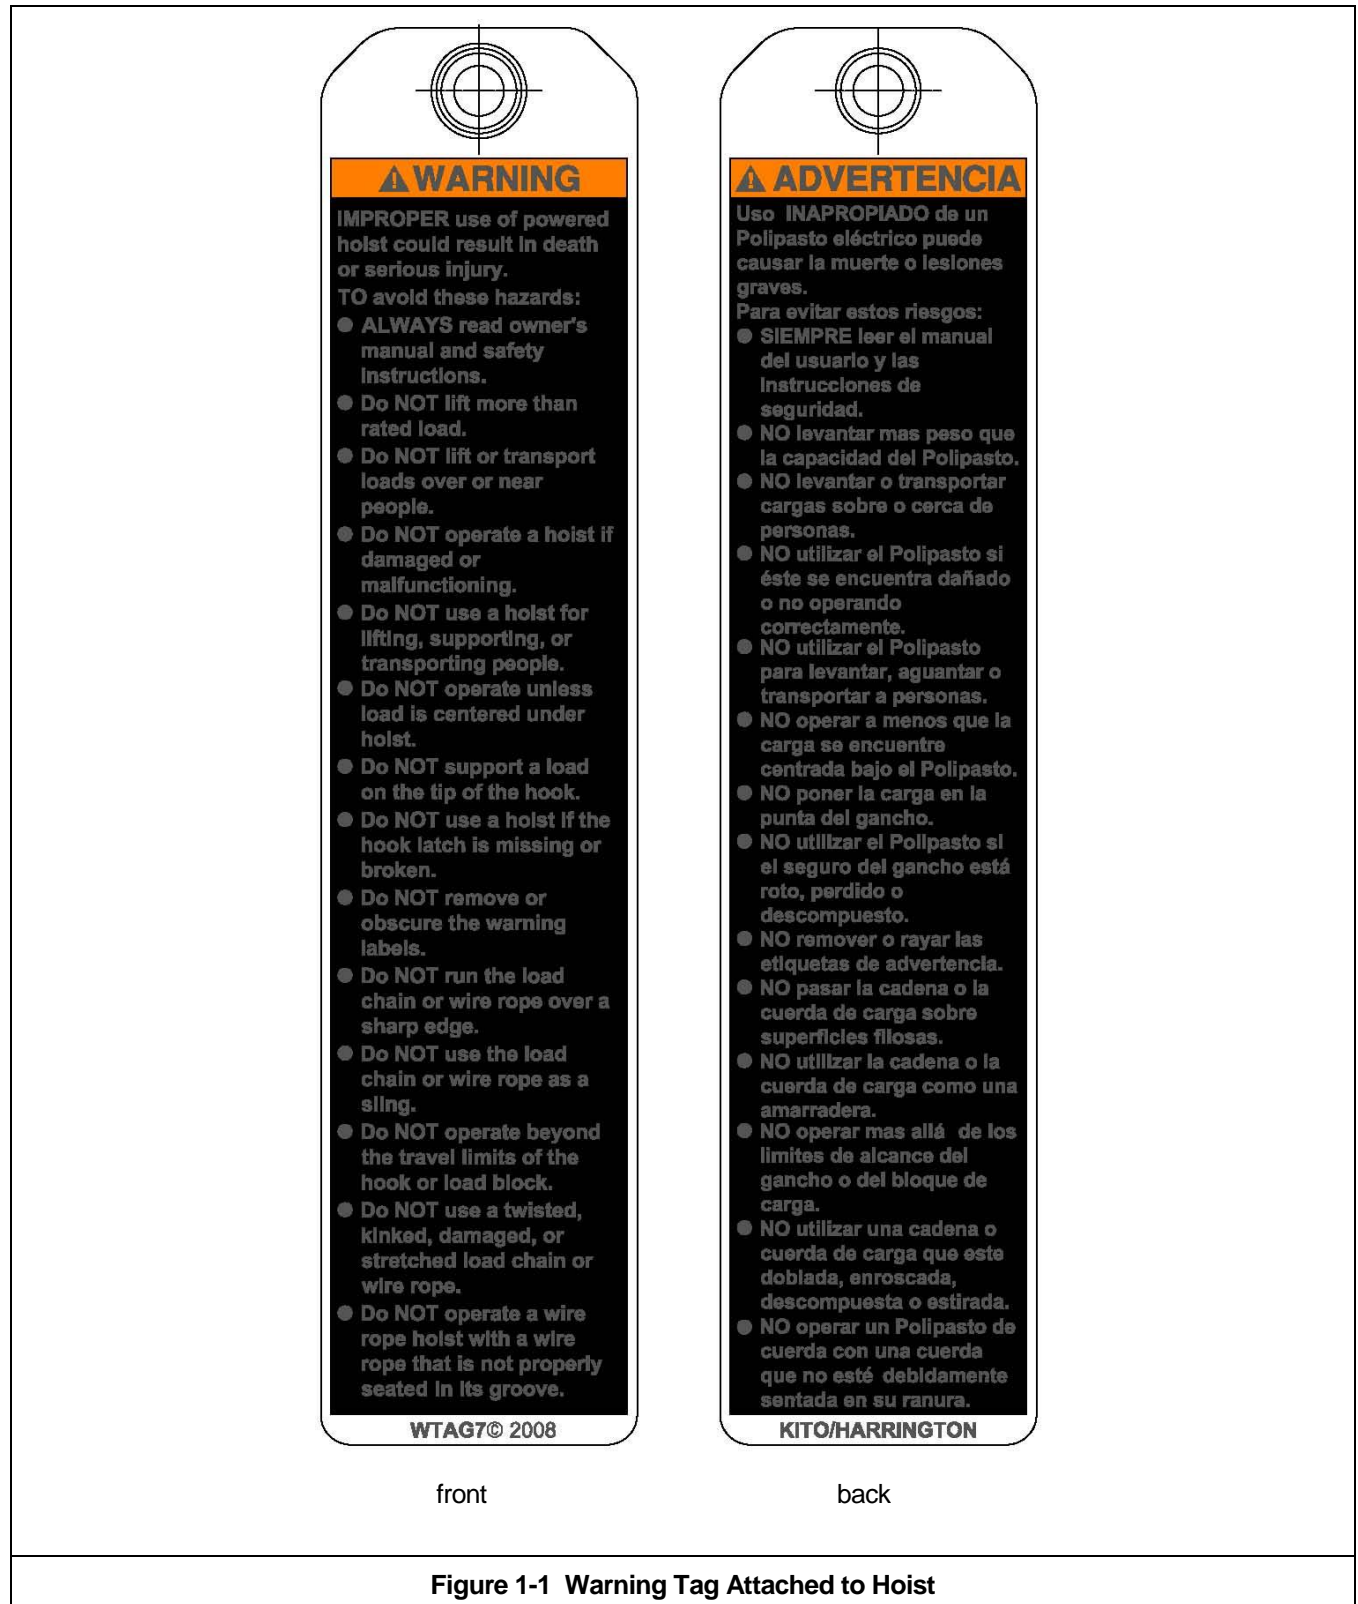 WARNING
IMPROPER use of powered
hoist could result in death
or serious injury.
TO avoid these hazards:
● ALWAYS read owner's
manual and safety
instructions.
● Do NOT lift more than
rated load.
● Do NOT lift or transport
loads over or near
people.
● Do NOT operate a hoist if
damaged or
malfunctioning.
● Do NOT use a hoist for
lifting, supporting, or
transporting people.
● Do NOT operate unless
load is centered under
hoist.
● Do NOT support a load
on the tip of the hook.
● Do NOT use a hoist if the
hook latch is missing or
broken.
● Do NOT remove or
obscure the warning
labels.
● Do NOT run the load
chain or wire rope over a
sharp edge.
● Do NOT use the load
chain or wire rope as a
sling.
● Do NOT operate beyond
the travel limits of the
hook or load block.
● Do NOT use a twisted,
kinked, damaged, or
stretched load chain or
wire rope.
● Do NOT operate a wire
rope hoist with a wire
rope that is not properly
seated in its groove.
WTAG7© 2008
front
ADVERTENCIA
Uso INAPROPIADO de un
Polipasto eléctrico puede
causar la muerte o lesiones
graves.
Para evitar estos riesgos:
● SIEMPRE leer el manual
del usuario y las
instrucciones de
seguridad.
● NO levantar mas peso que
la capacidad del Polipasto.
● NO levantar o transportar
cargas sobre o cerca de
personas.
● NO utilizar el Polipasto si
éste se encuentra dañado
o no operando
correctamente.
● NO utilizar el Polipasto
para levantar, aguantar o
transportar a personas.
● NO operar a menos que la
carga se encuentre
centrada bajo el Polipasto.
● NO poner la carga en la
punta del gancho.
● NO utilizar el Polipasto si
el seguro del gancho está
roto, perdido o
descompuesto.
● NO remover o rayar las
etiquetas de advertencia.
● NO pasar la cadena o la
cuerda de carga sobre
superficies filosas.
● NO utilizar la cadena o la
cuerda de carga como una
amarradera.
● NO operar mas allá de los
limites de alcance del
gancho o del bloque de
carga.
● NO utilizar una cadena o
cuerda de carga que este
doblada, enroscada,
descompuesta o estirada.
● NO operar un Polipasto de
cuerda con una cuerda
que no esté debidamente
sentada en su ranura.
KITO/HARRINGTON
back
Figure 1-1 Warning Tag Attached to Hoist